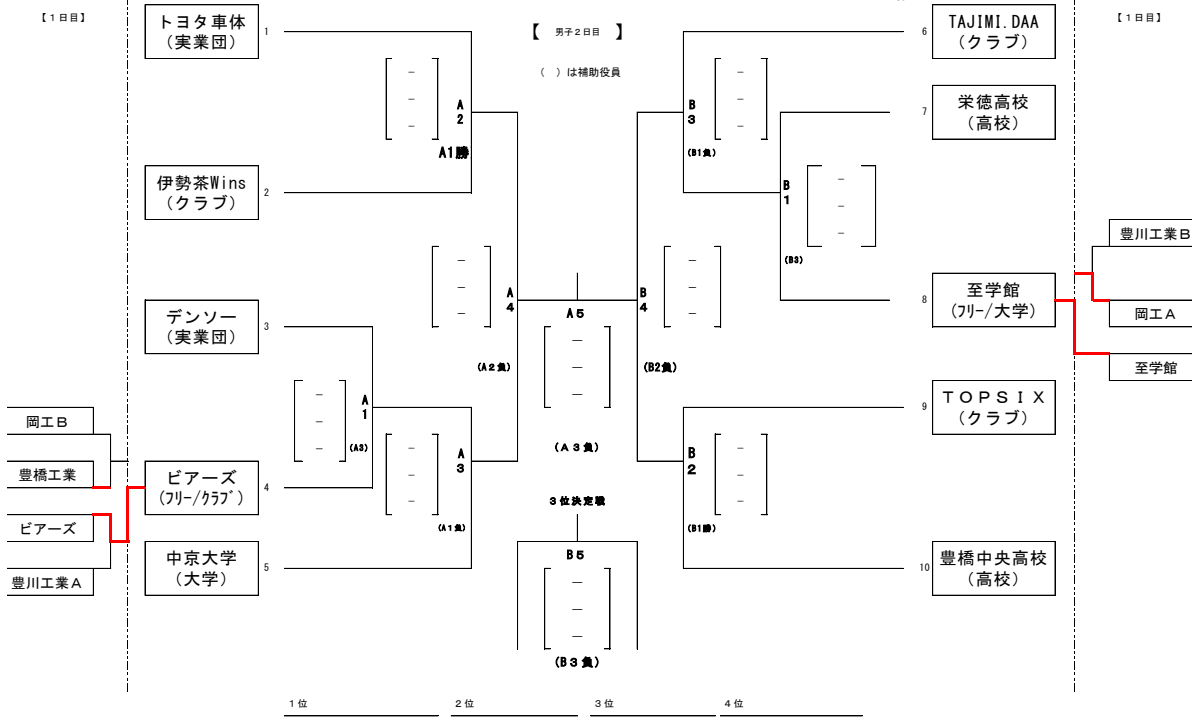 【１日目】
トヨタ車体
(実業団)
1
【 男子２日目 】
（ ）は補助役員
6
TAJIMI.DAA
(クラブ)
【１日目】
－
－
－
A
2
A1勝
B
3
(B1負)
－
－
－
7
栄徳高校
(高校)
伊勢茶Wins
(クラブ)
2
B
1
(B3)
－
－
－
豊川工業Ｂ
－
－
－
A
4
(A２負)
A５
－
－
－
(A３負)
B
4
(B2負)
－
－
－
8
至学館
(ﾌﾘｰ/大学)
岡工Ａ
至学館
デンソー
(実業団)
3
－
－
－
A
1
(A3)
－
－
－
A
3
(A１負)
B
2
(B1勝)
－
－
－
9
ＴＯＰＳＩＸ
(クラブ)
岡工Ｂ
豊橋工業
ビアーズ
豊川工業Ａ
ビアーズ
(ﾌﾘｰ/ｸﾗﾌﾞ)
4
中京大学
(大学)
5
３位決定戦
B５
－
－
－
(B３負)
10
豊橋中央高校
(高校)
１位
２位
３位
４位